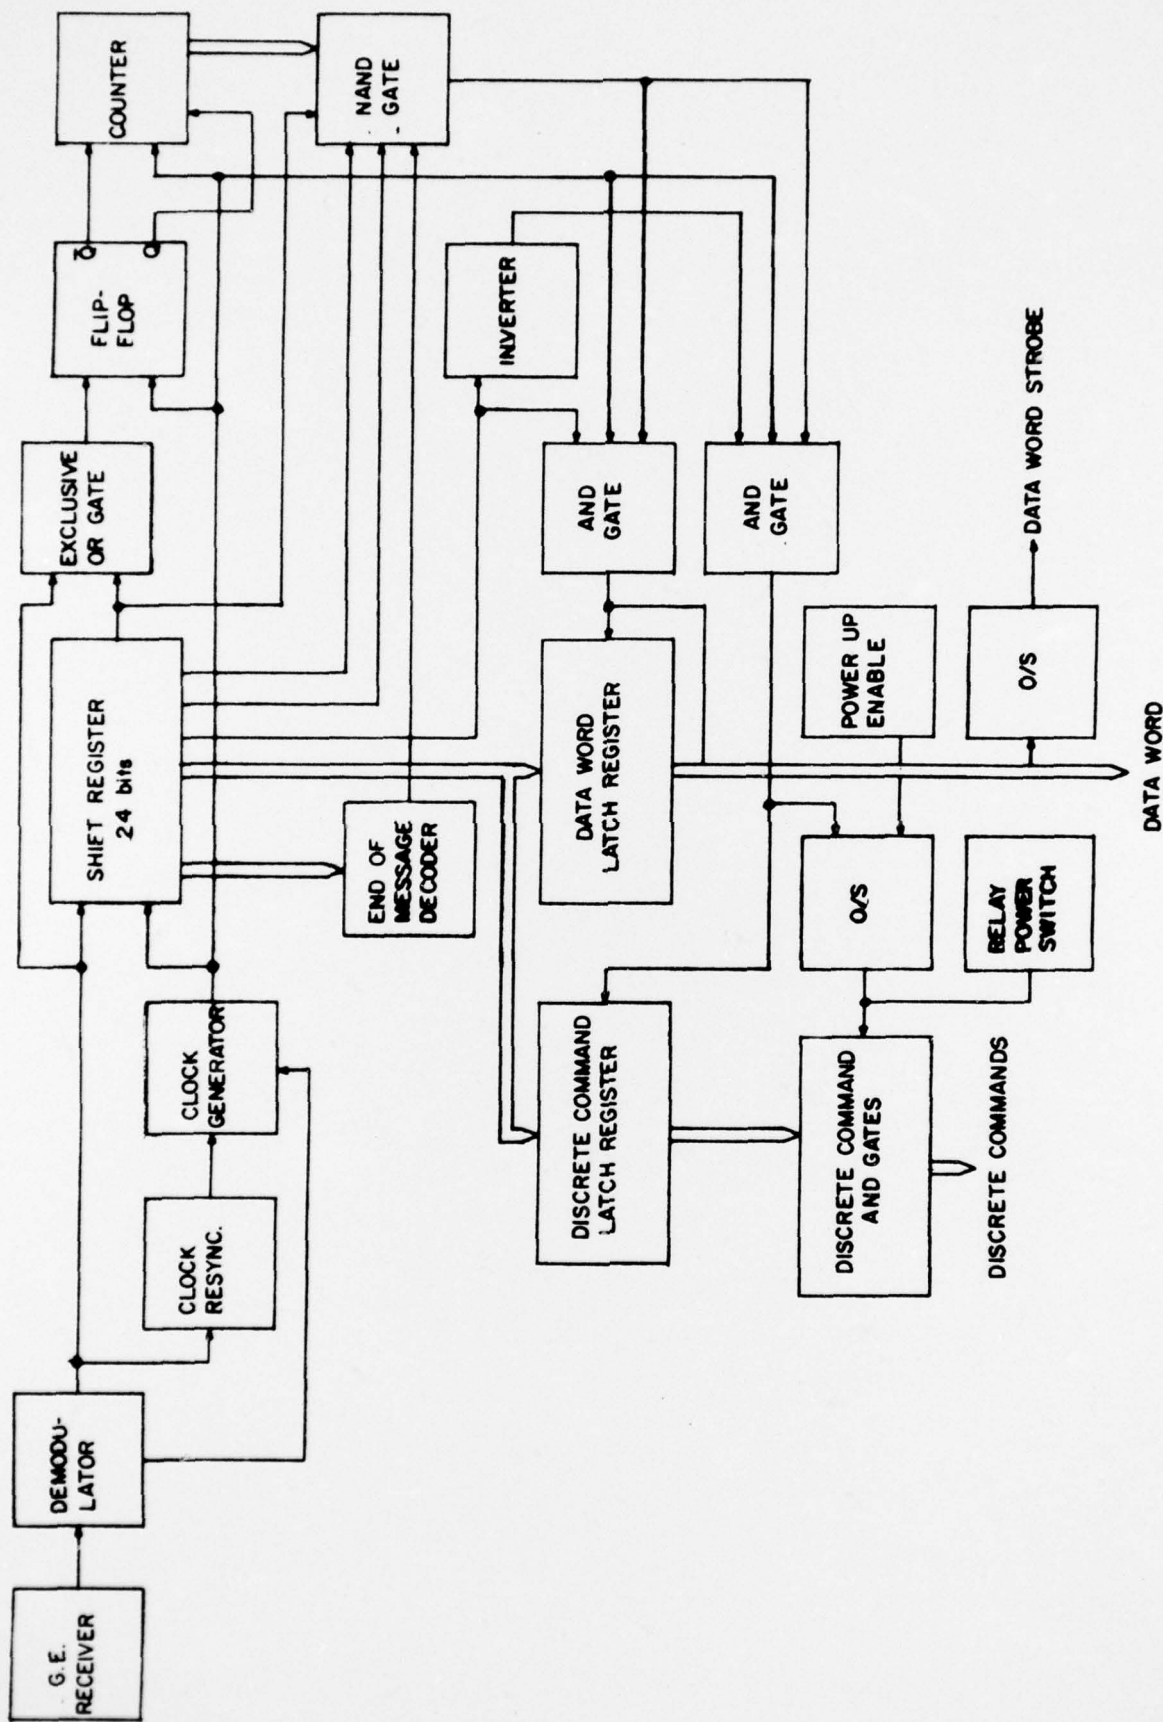 G.E.
RECEIVER
DEMODU-
LATOR
CLOCK
RESYNC.
CLOCK
GENERATOR
SHIFT REGISTER
24 bits
EXCLUSIVE
OR GATE
FLIP-
FLOP
Q̅
Q
COUNTER
NAND
GATE
END OF
MESSAGE
DECODER
INVERTER
DISCRETE COMMAND
LATCH REGISTER
DATA WORD
LATCH REGISTER
AND
GATE
AND
GATE
DISCRETE COMMAND
AND GATES
O/S
POWER UP
ENABLE
RELAY
POWER
SWITCH
O/S
DATA WORD STROBE
DISCRETE COMMANDS
DATA WORD